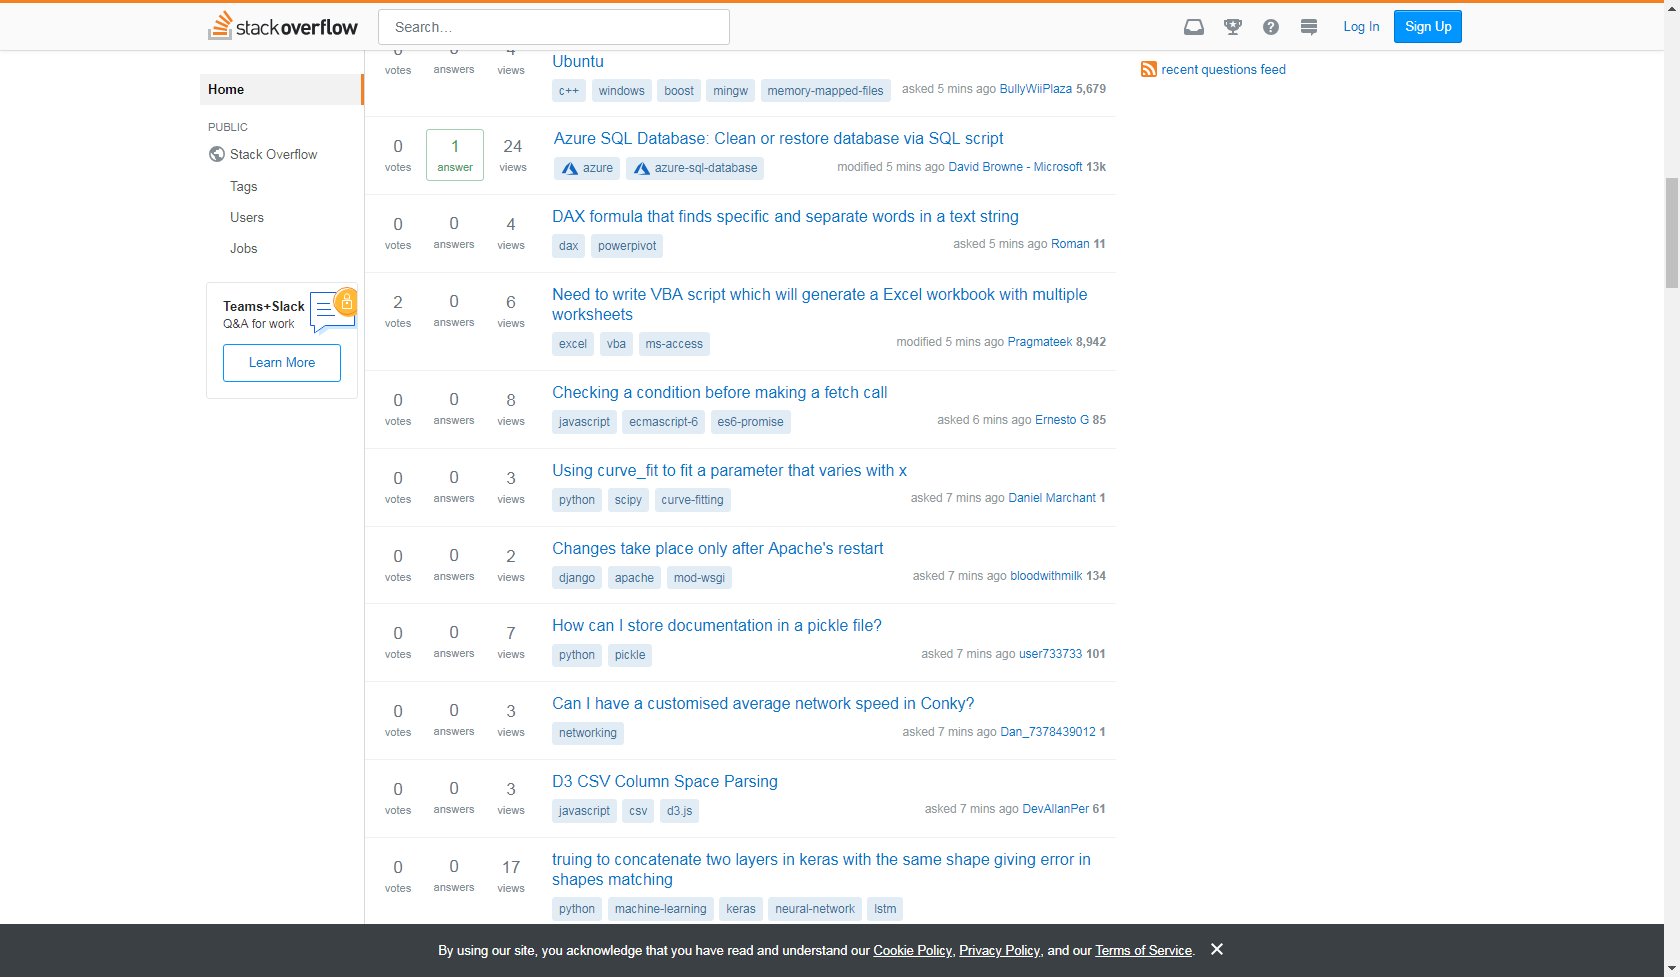 stackoverflow
Search…
Log In
Sign Up
Home
PUBLIC
Stack Overflow
Tags
Users
Jobs
Teams+Slack
Q&A for work
Learn More
0 votes 0 answers 4 views
Ubuntu
c++ windows boost mingw memory-mapped-files
asked 5 mins ago BullyWiiPlaza 5,679
0 votes 1 answer 24 views
Azure SQL Database: Clean or restore database via SQL script
azure azure-sql-database
modified 5 mins ago David Browne - Microsoft 13k
0 votes 0 answers 4 views
DAX formula that finds specific and separate words in a text string
dax powerpivot
asked 5 mins ago Roman 11
2 votes 0 answers 6 views
Need to write VBA script which will generate a Excel workbook with multiple
worksheets
excel vba ms-access
modified 5 mins ago Pragmateek 8,942
0 votes 0 answers 8 views
Checking a condition before making a fetch call
javascript ecmascript-6 es6-promise
asked 6 mins ago Ernesto G 85
0 votes 0 answers 3 views
Using curve_fit to fit a parameter that varies with x
python scipy curve-fitting
asked 7 mins ago Daniel Marchant 1
0 votes 0 answers 2 views
Changes take place only after Apache's restart
django apache mod-wsgi
asked 7 mins ago bloodwithmilk 134
0 votes 0 answers 7 views
How can I store documentation in a pickle file?
python pickle
asked 7 mins ago user733733 101
0 votes 0 answers 3 views
Can I have a customised average network speed in Conky?
networking
asked 7 mins ago Dan_7378439012 1
0 votes 0 answers 3 views
D3 CSV Column Space Parsing
javascript csv d3.js
asked 7 mins ago DevAllanPer 61
0 votes 0 answers 17 views
truing to concatenate two layers in keras with the same shape giving error in
shapes matching
python machine-learning keras neural-network lstm
recent questions feed
By using our site, you acknowledge that you have read and understand our Cookie Policy, Privacy Policy, and our Terms of Service.